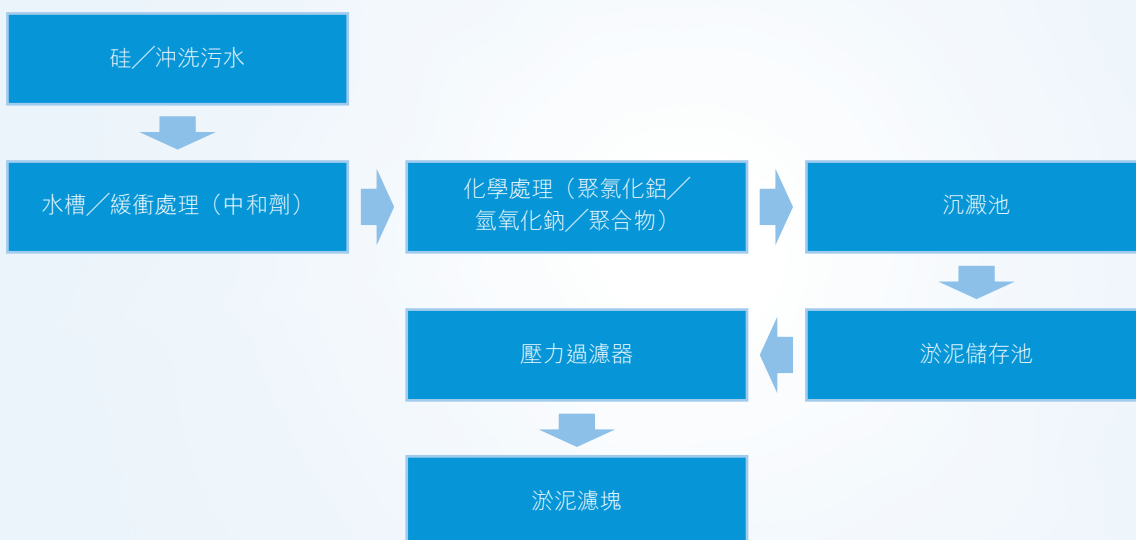 硅／沖洗污水
水槽／緩衝處理（中和劑）
化學處理（聚氯化鋁／
氫氧化鈉／聚合物）
沉澱池
壓力過濾器
淤泥儲存池
淤泥濾塊